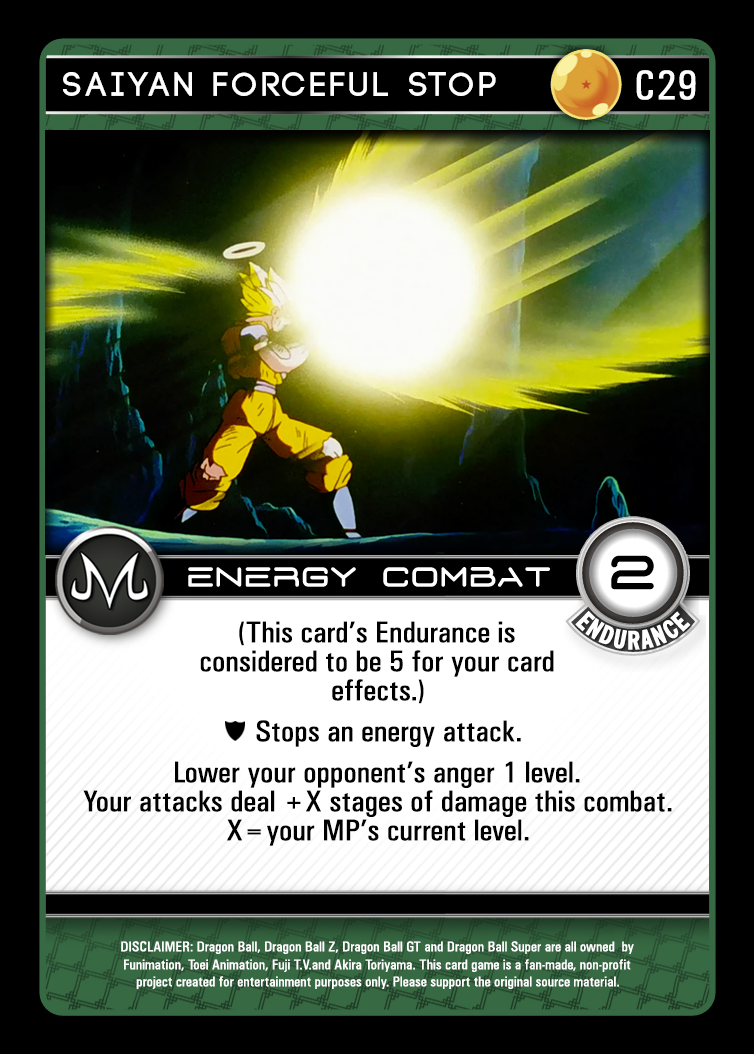 SAIYAN FORCEFUL STOP
C29
ENERGY COMBAT
2
ENDURANCE
(This card's Endurance is
considered to be 5 for your card
effects.)
Stops an energy attack.
Lower your opponent's anger 1 level.
Your attacks deal +X stages of damage this combat.
X = your MP's current level.
DISCLAIMER: Dragon Ball, Dragon Ball Z, Dragon Ball GT and Dragon Ball Super are all owned by
Funimation, Toei Animation, Fuji T.V.and Akira Toriyama. This card game is a fan-made, non-profit
project created for entertainment purposes only. Please support the original source material.